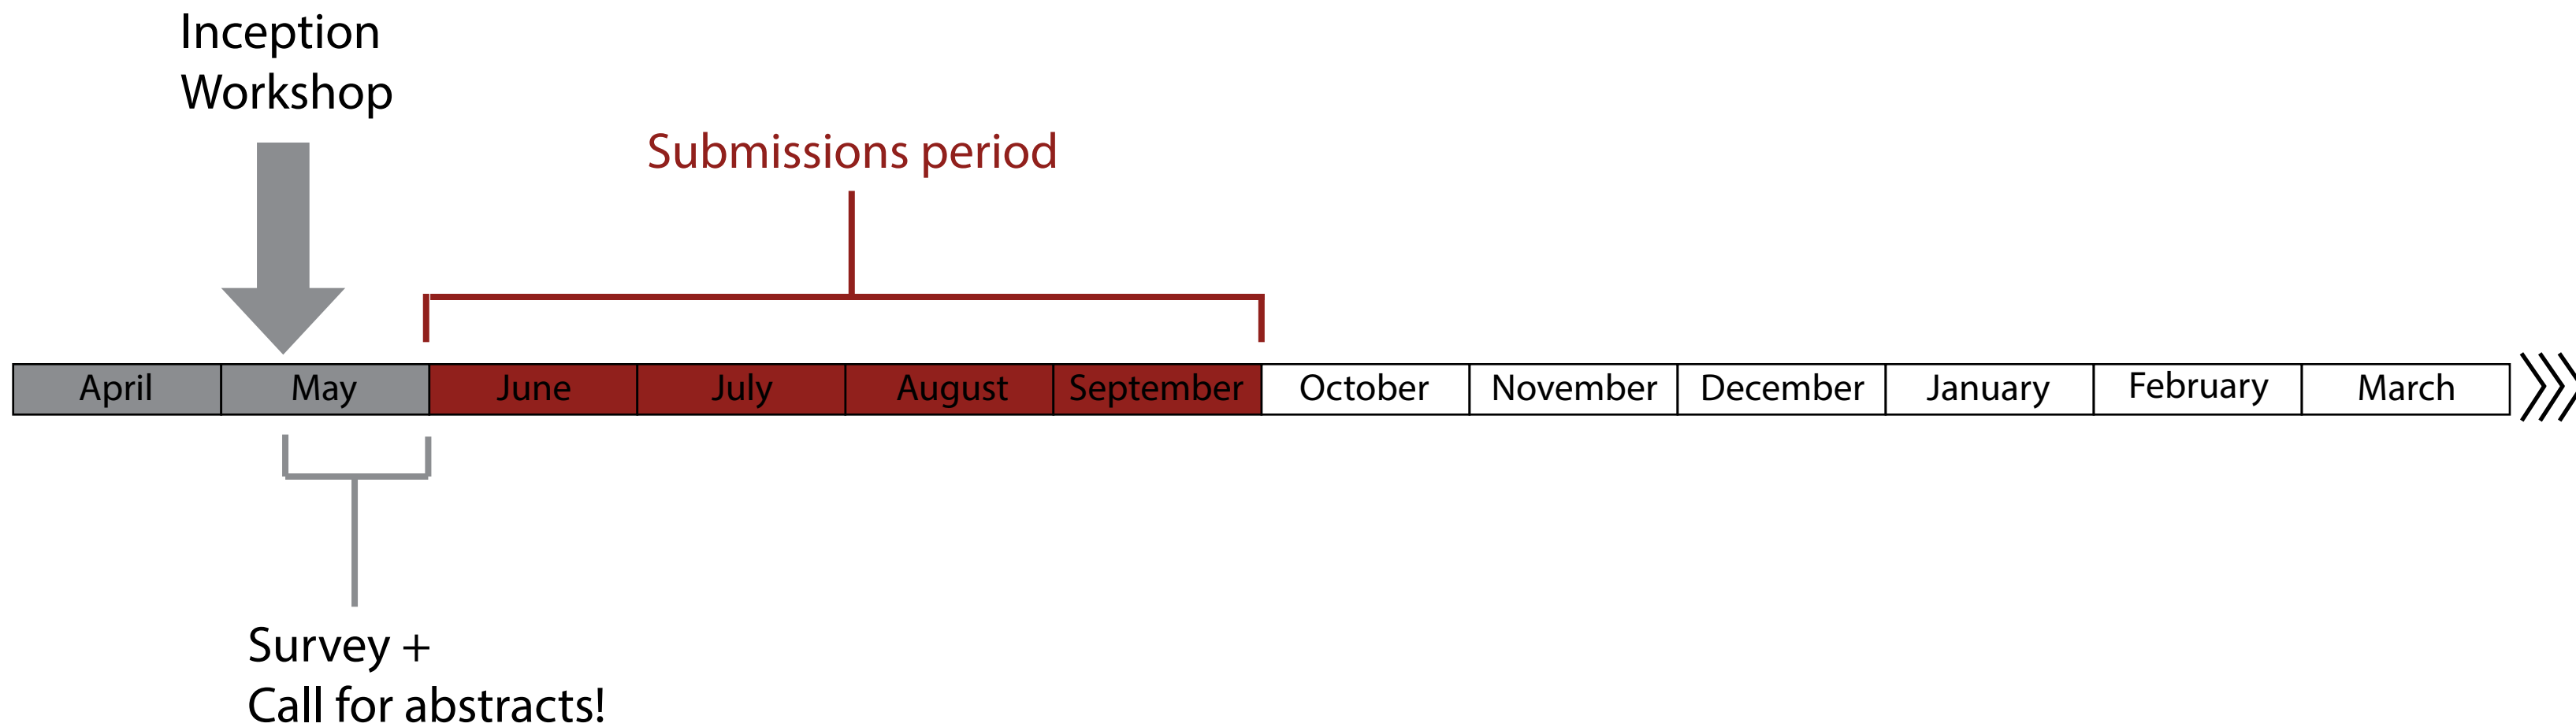 Inception
Workshop
Submissions period
April May June July August September October November December January February March
Survey +
Call for abstracts!